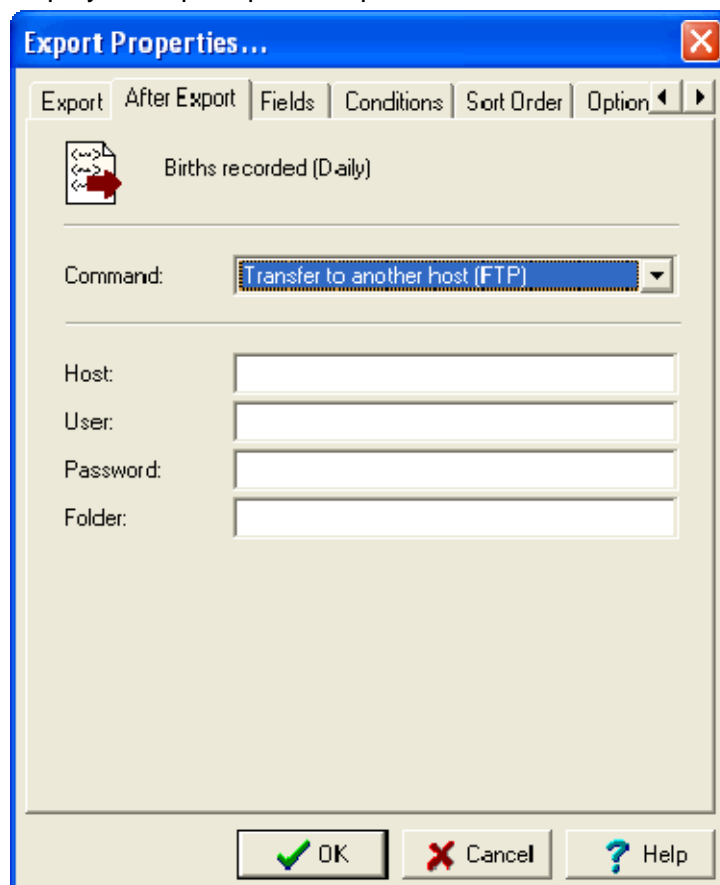 Export Properties...
Export After Export Fields Conditions Sort Order Option
Births recorded (Daily)
Command: Transfer to another host (FTP)
Host:
User:
Password:
Folder:
OK Cancel Help